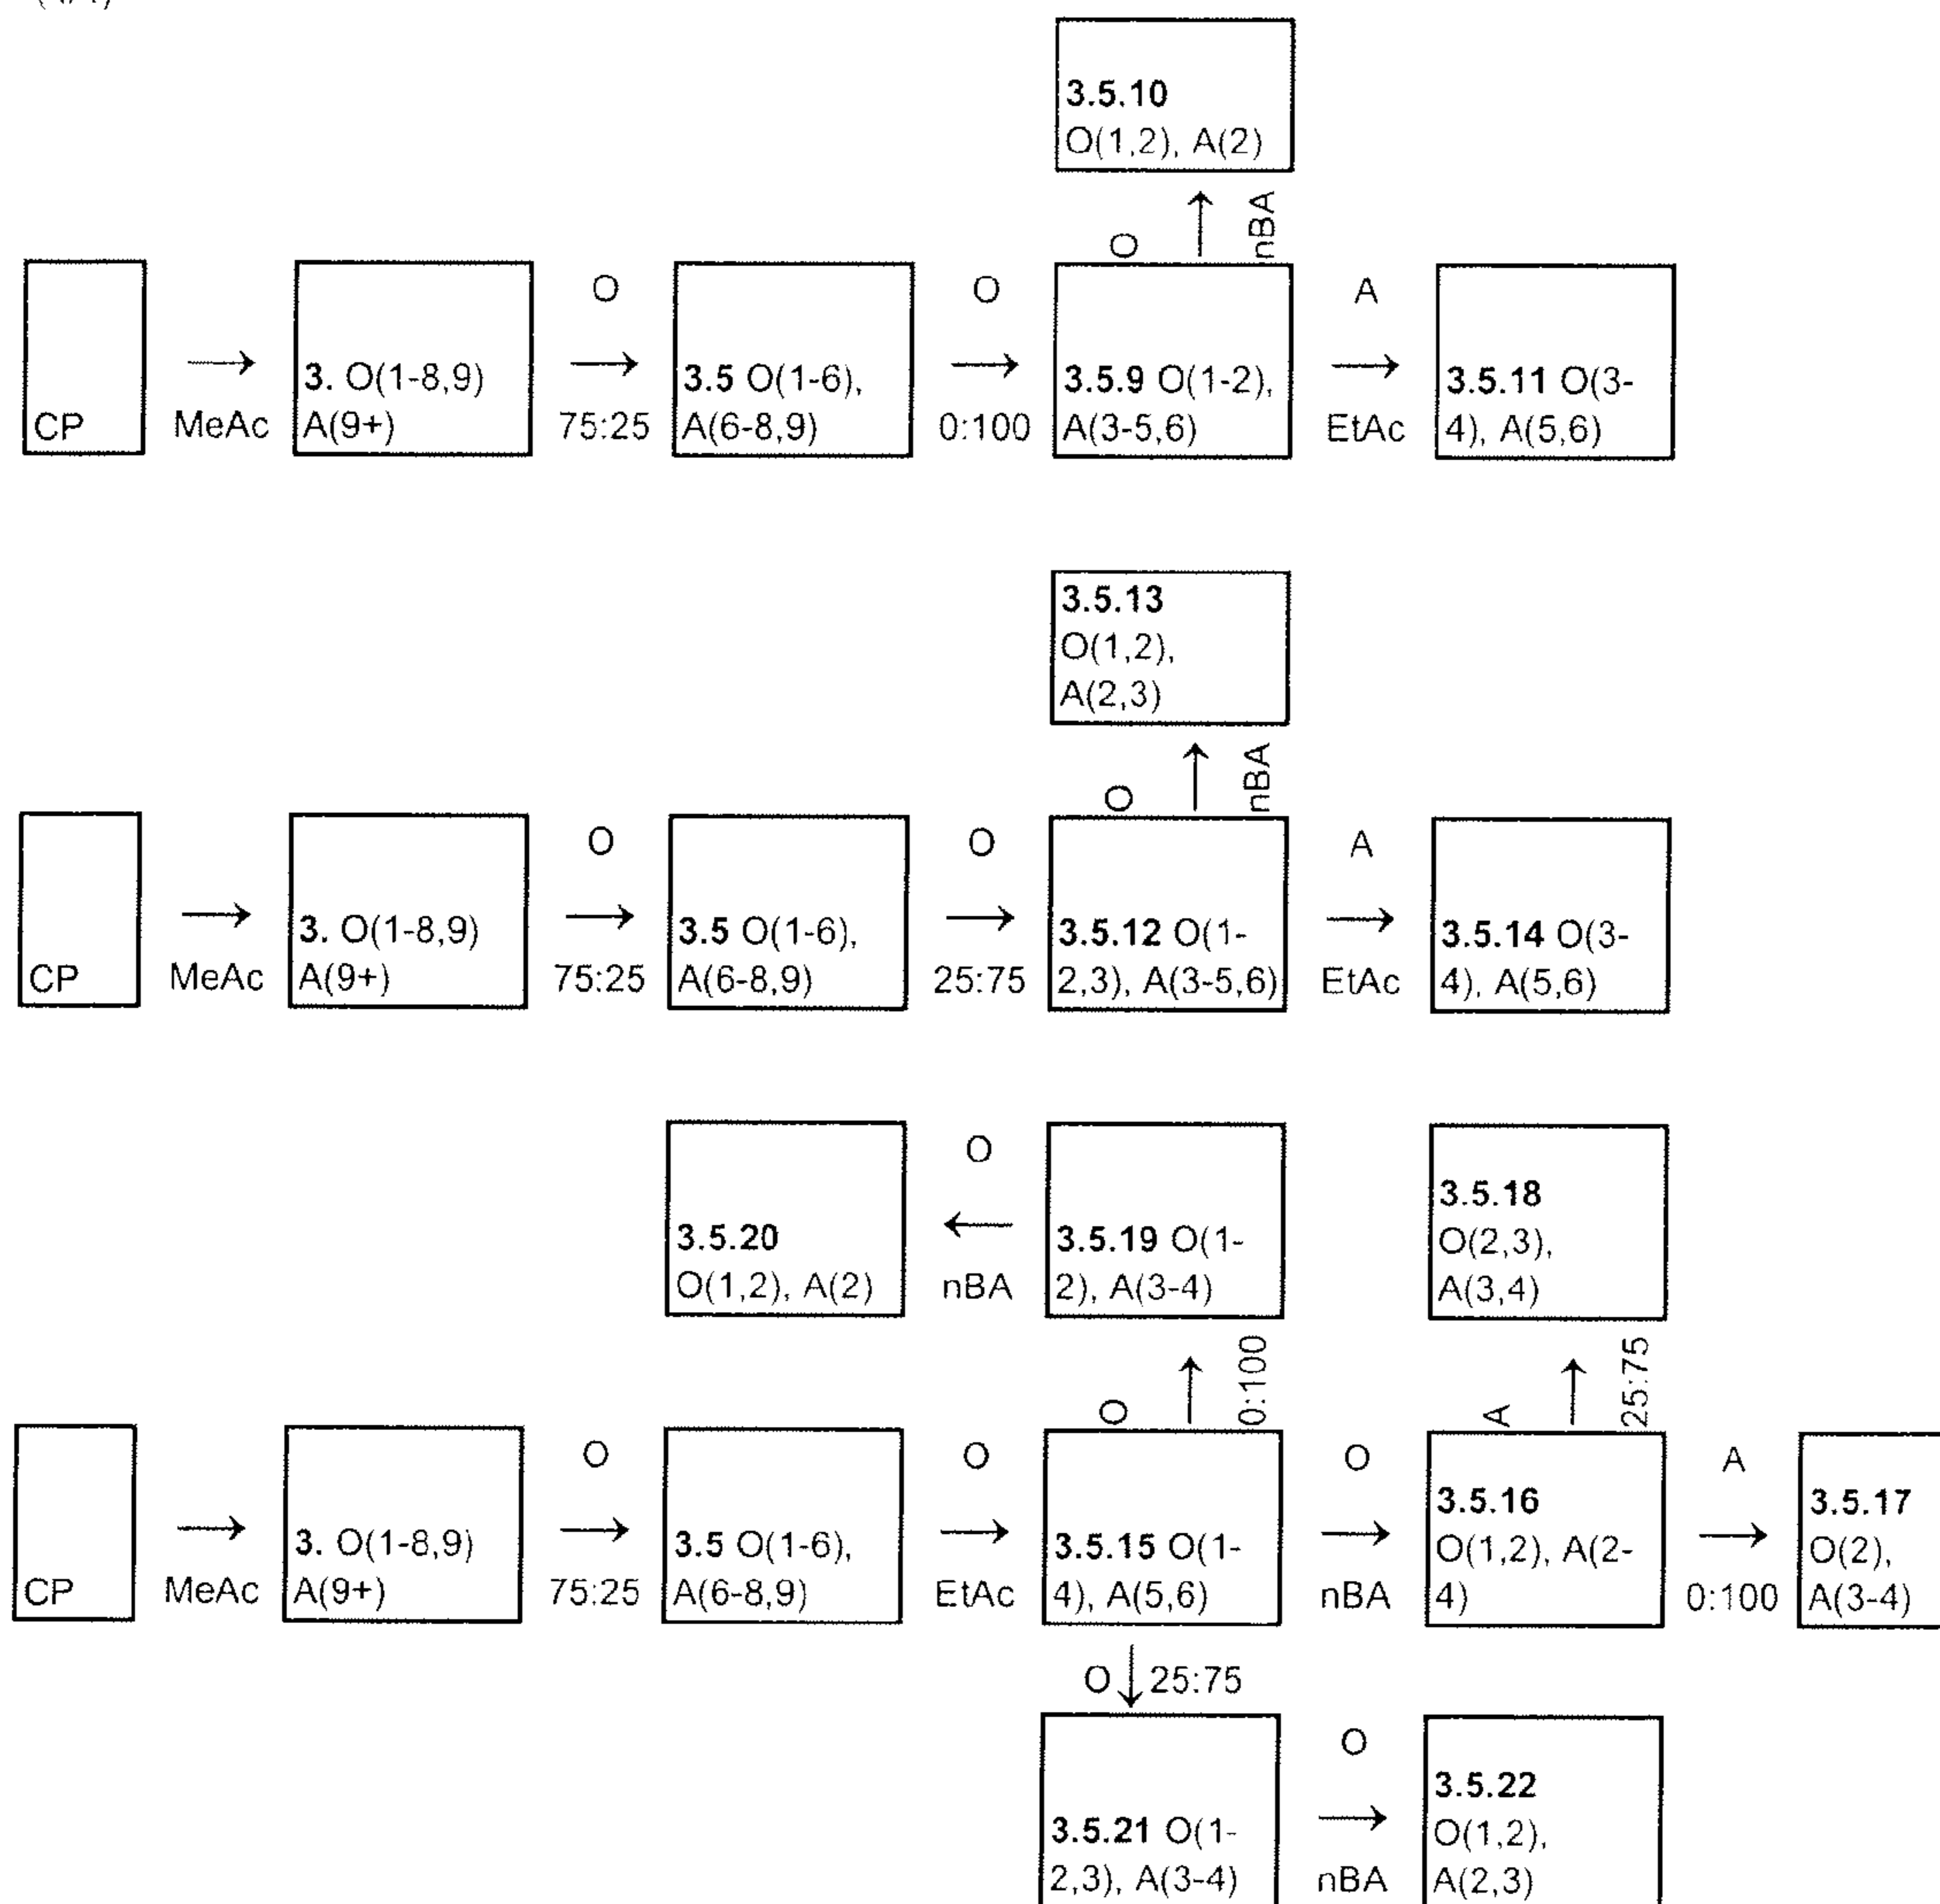 3.5.10
O(1,2), A(2)
O
nBA
O
O
A
CP
MeAc
3. O(1-8,9)
A(9+)
75:25
3.5 O(1-6),
A(6-8,9)
0:100
3.5.9 O(1-2),
A(3-5,6)
EtAc
3.5.11 O(3-
4), A(5,6)
3.5.13
O(1,2),
A(2,3)
O
nBA
O
O
A
CP
MeAc
3. O(1-8,9)
A(9+)
75:25
3.5 O(1-6),
A(6-8,9)
25:75
3.5.12 O(1-
2,3), A(3-5,6)
EtAc
3.5.14 O(3-
4), A(5,6)
3.5.20
O(1,2), A(2)
O
nBA
3.5.19 O(1-
2), A(3-4)
3.5.18
O(2,3),
A(3,4)
O
0:100
A
25:75
O
O
O
A
CP
MeAc
3. O(1-8,9)
A(9+)
75:25
3.5 O(1-6),
A(6-8,9)
EtAc
3.5.15 O(1-
4), A(5,6)
nBA
3.5.16
O(1,2), A(2-
4)
0:100
3.5.17
O(2),
A(3-4)
O 25:75
3.5.21 O(1-
2,3), A(3-4)
O
nBA
3.5.22
O(1,2),
A(2,3)